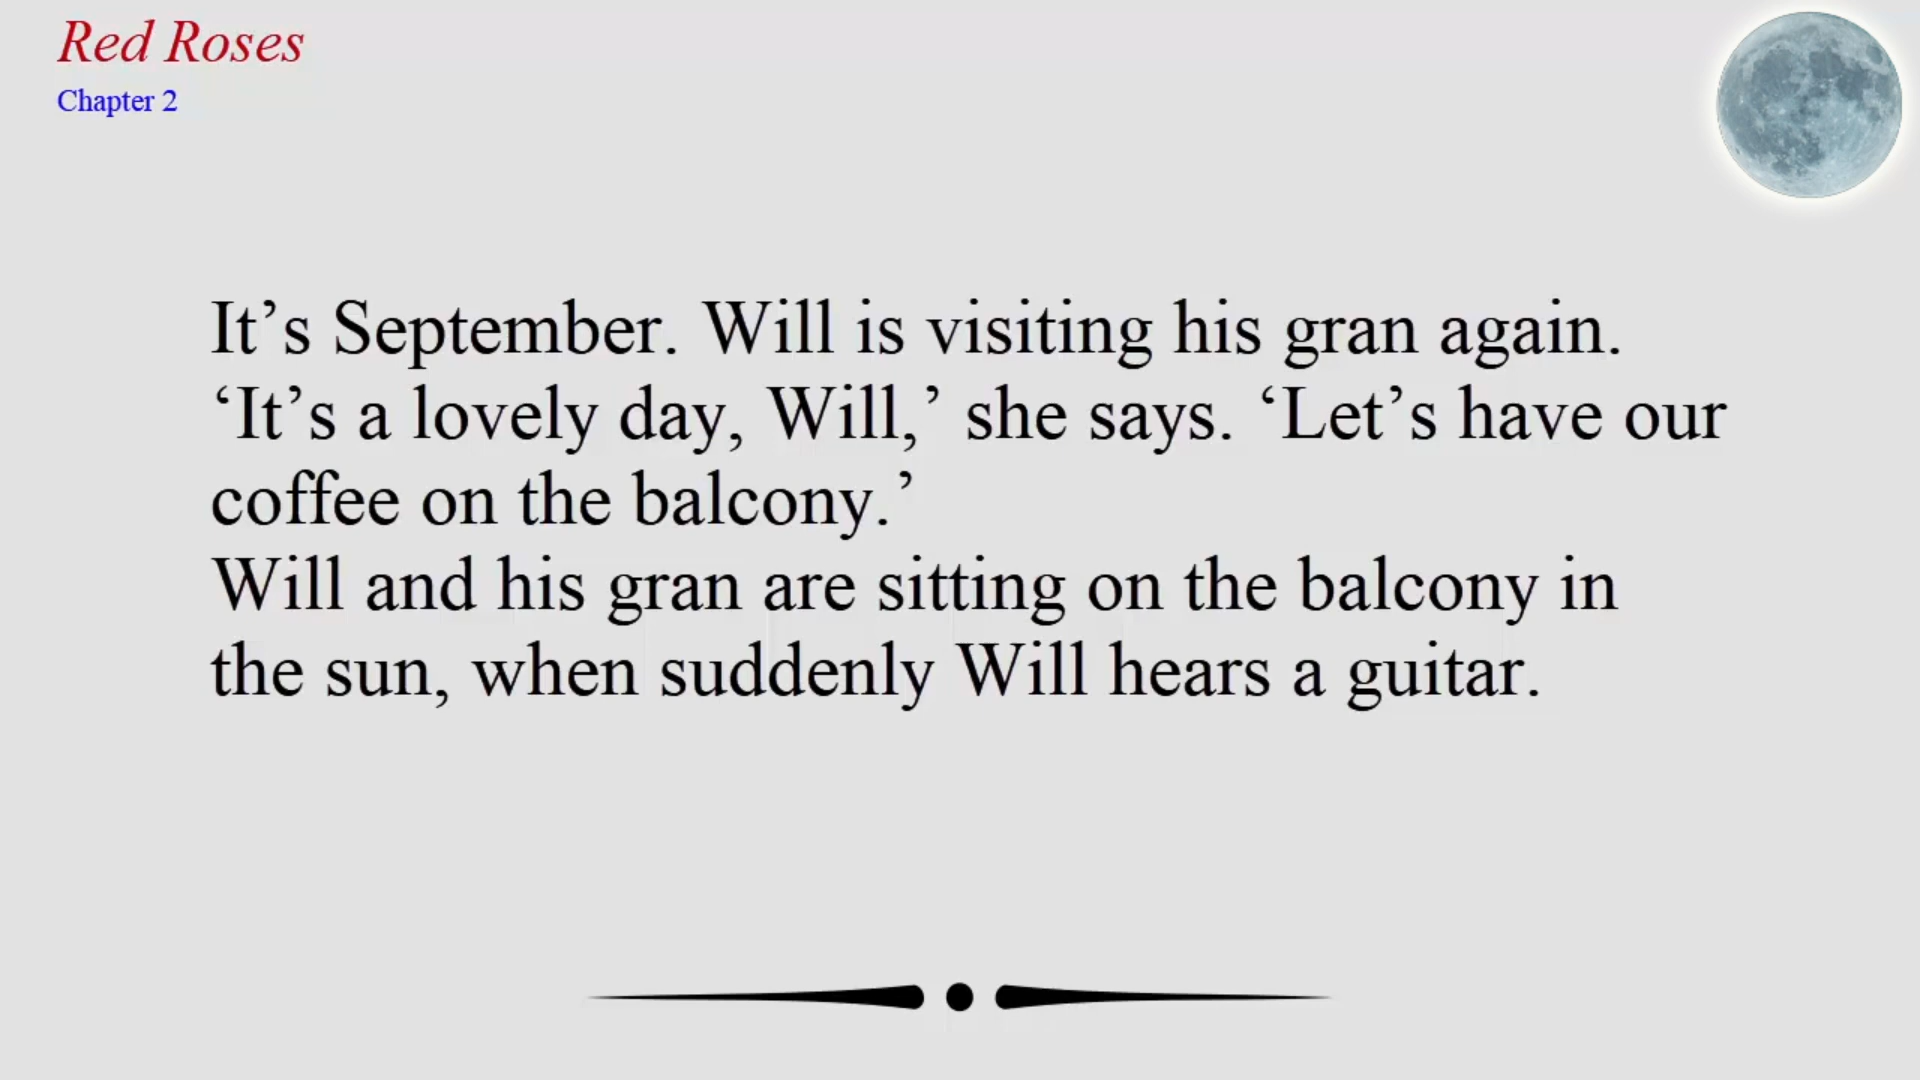 Red Roses
Chapter 2
It’s September. Will is visiting his gran again.
‘It’s a lovely day, Will,’ she says. ‘Let’s have our
coffee on the balcony.’
Will and his gran are sitting on the balcony in
the sun, when suddenly Will hears a guitar.